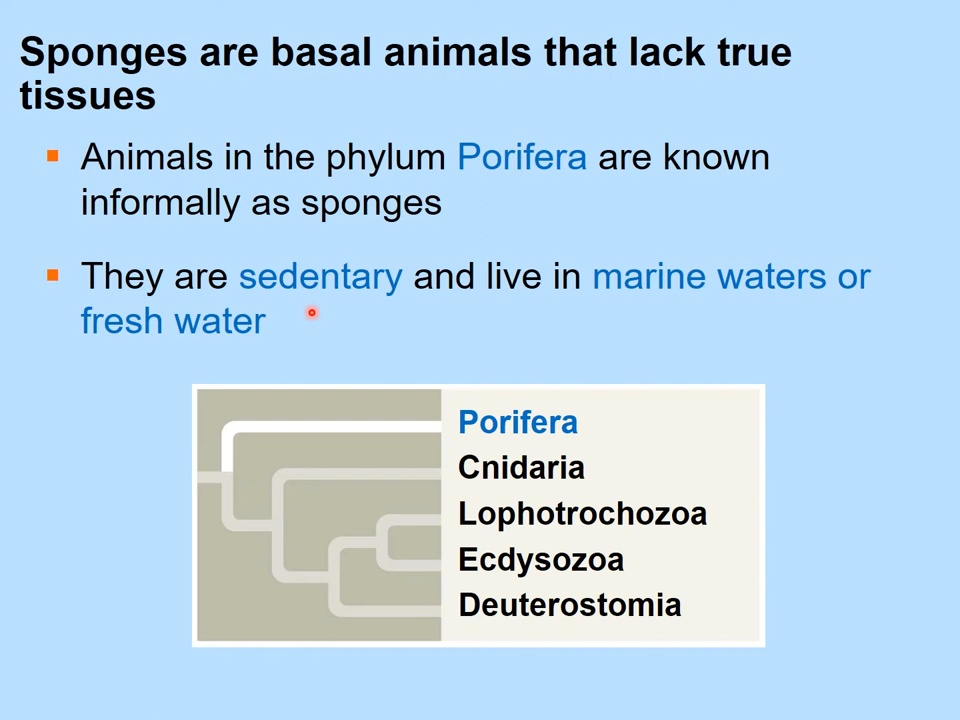 Sponges are basal animals that lack true
tissues
▪ Animals in the phylum Porifera are known
informally as sponges
▪ They are sedentary and live in marine waters or
fresh water
Porifera
Cnidaria
Lophotrochozoa
Ecdysozoa
Deuterostomia